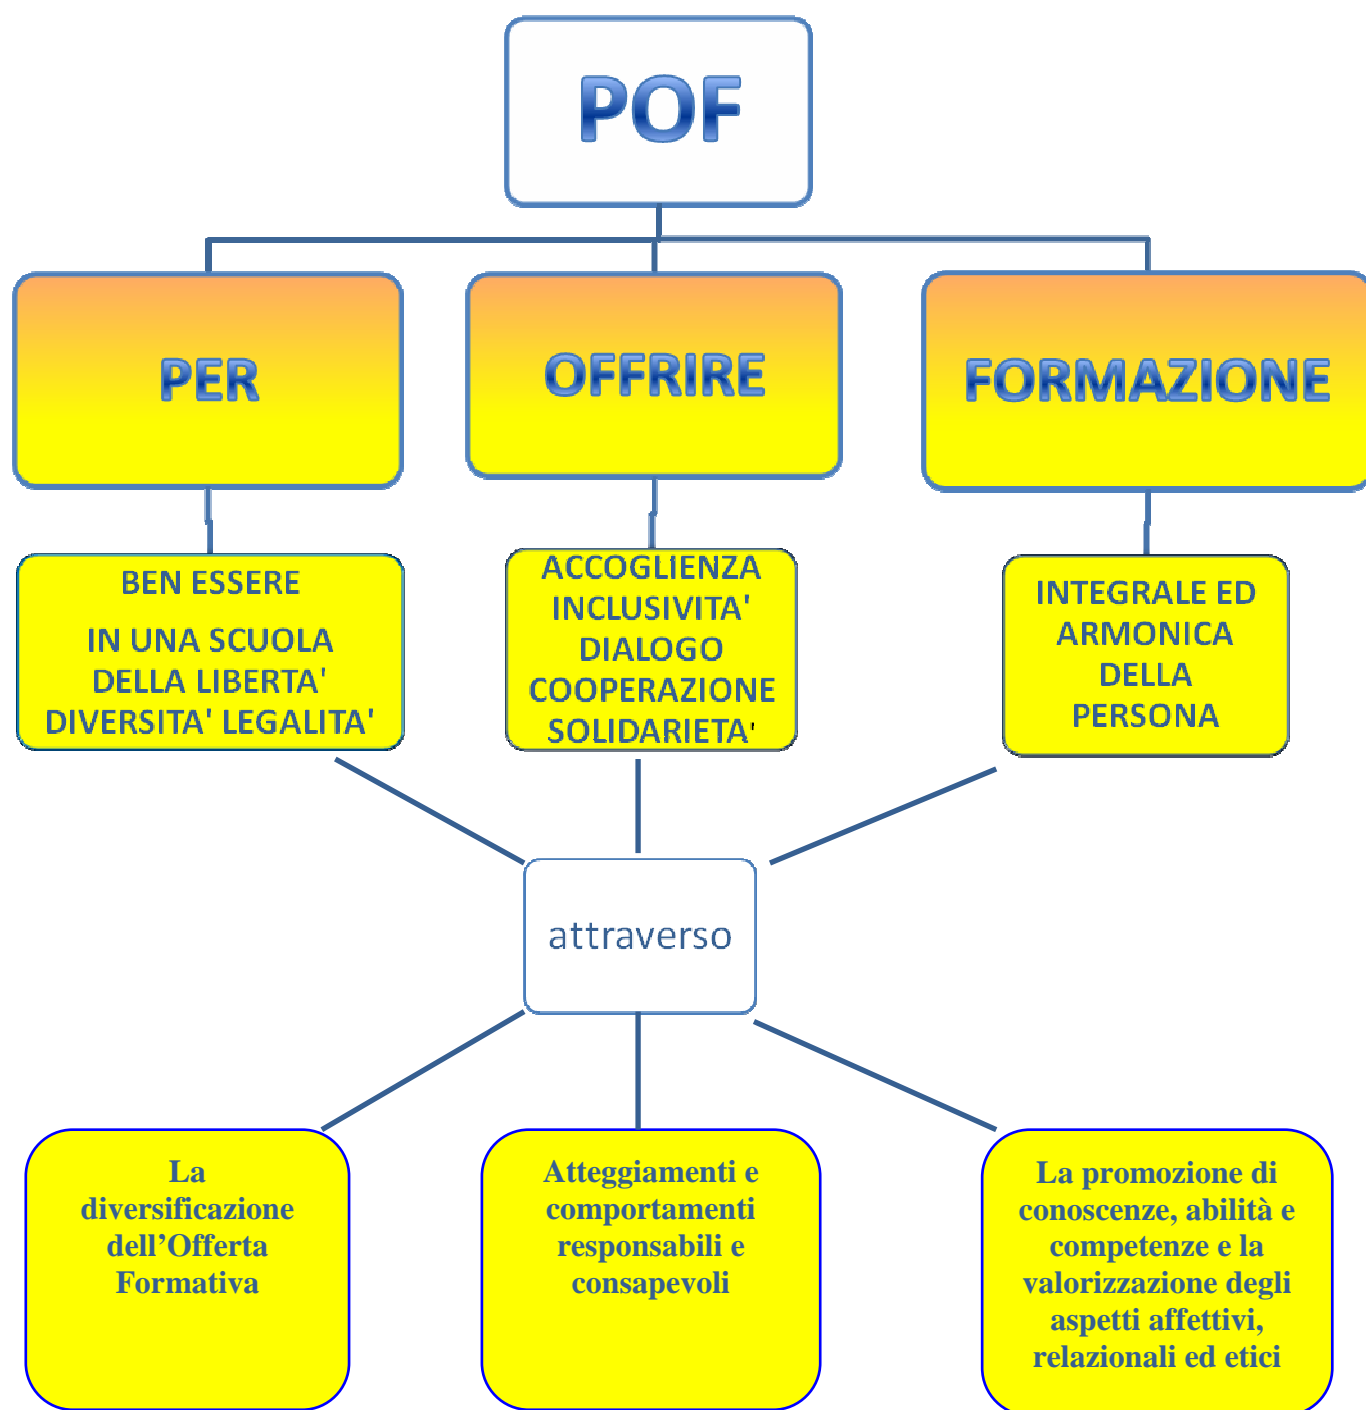 POF
PER
OFFRIRE
FORMAZIONE
BEN ESSERE
IN UNA SCUOLA
DELLA LIBERTA'
DIVERSITA' LEGALITA'
ACCOGLIENZA
INCLUSIVITA'
DIALOGO
COOPERAZIONE
SOLIDARIETA'
INTEGRALE ED
ARMONICA
DELLA
PERSONA
attraverso
La
diversificazione
dell’Offerta
Formativa
Atteggiamenti e
comportamenti
responsabili e
consapevoli
La promozione di
conoscenze, abilità e
competenze e la
valorizzazione degli
aspetti affettivi,
relazionali ed etici